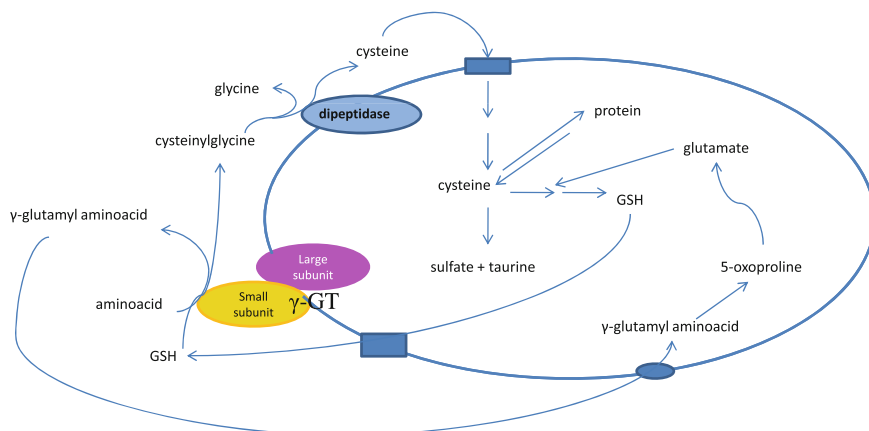 cysteine
glycine
dipeptidase
protein
cysteinylglycine
glutamate
cysteine
GSH
γ-glutamyl aminoacid
Large
subunit
sulfate + taurine
5-oxoproline
aminoacid
Small
subunit
γ-GT
γ-glutamyl aminoacid
GSH